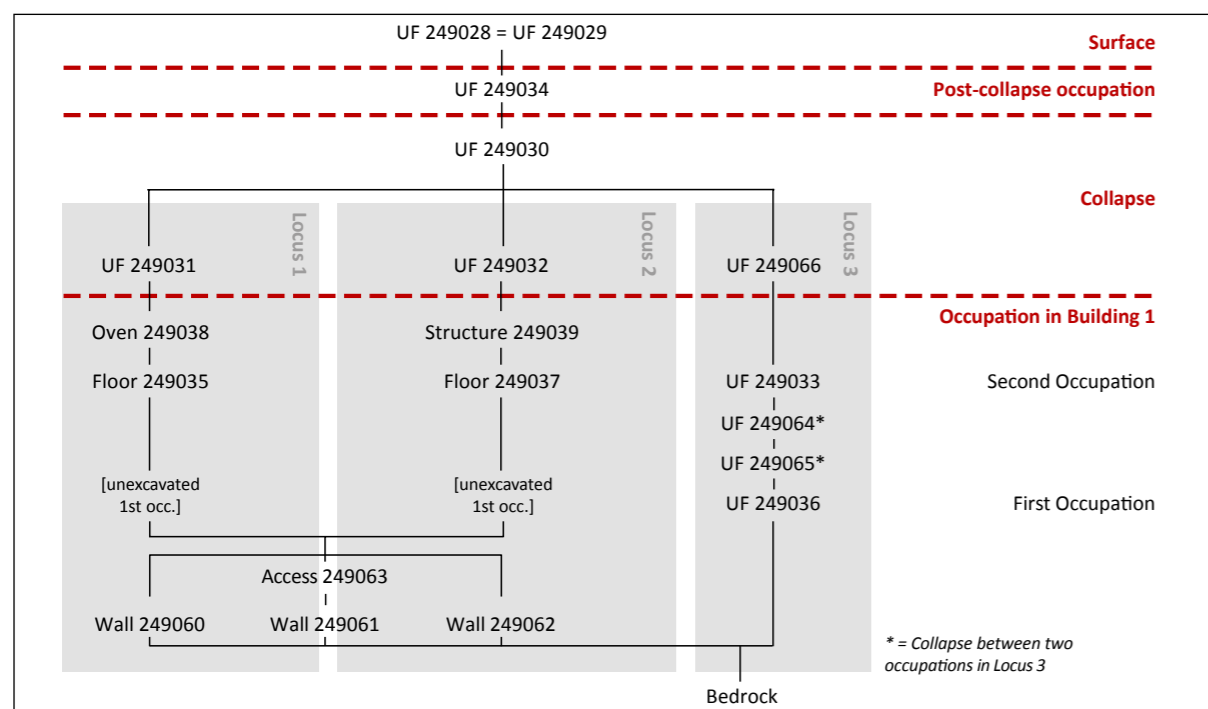 UF 249028 = UF 249029
Surface
UF 249034
Post-collapse occupation
UF 249030
Collapse
Locus 1
Locus 2
Locus 3
UF 249031
UF 249032
UF 249066
Occupation in Building 1
Oven 249038
Structure 249039
Floor 249035
Floor 249037
UF 249033
Second Occupation
UF 249064*
UF 249065*
[unexcavated
1st occ.]
[unexcavated
1st occ.]
UF 249036
First Occupation
Access 249063
Wall 249060
Wall 249061
Wall 249062
* = Collapse between two
occupations in Locus 3
Bedrock